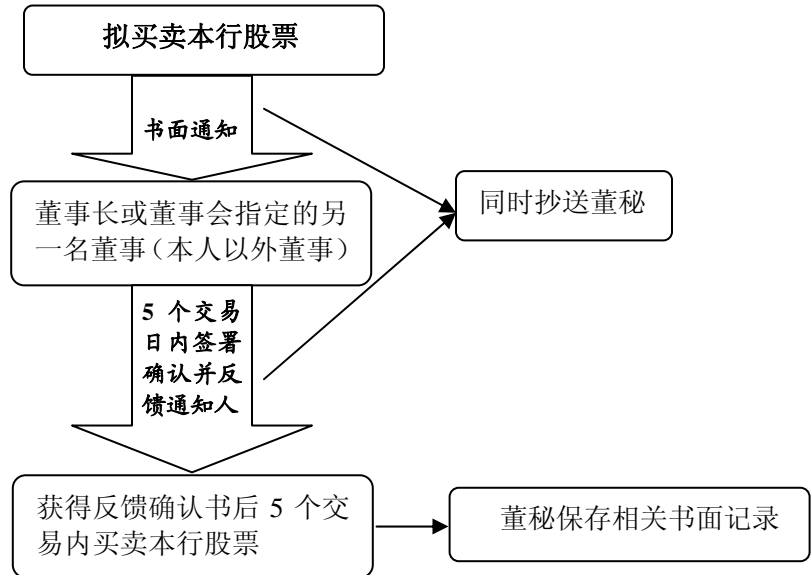 拟买卖本行股票
书面通知
董事长或董事会指定的另
一名董事（本人以外董事）
同时抄送董秘
5 个交易
日内签署
确认并反
馈通知人
获得反馈确认书后 5 个交
易内买卖本行股票
董秘保存相关书面记录